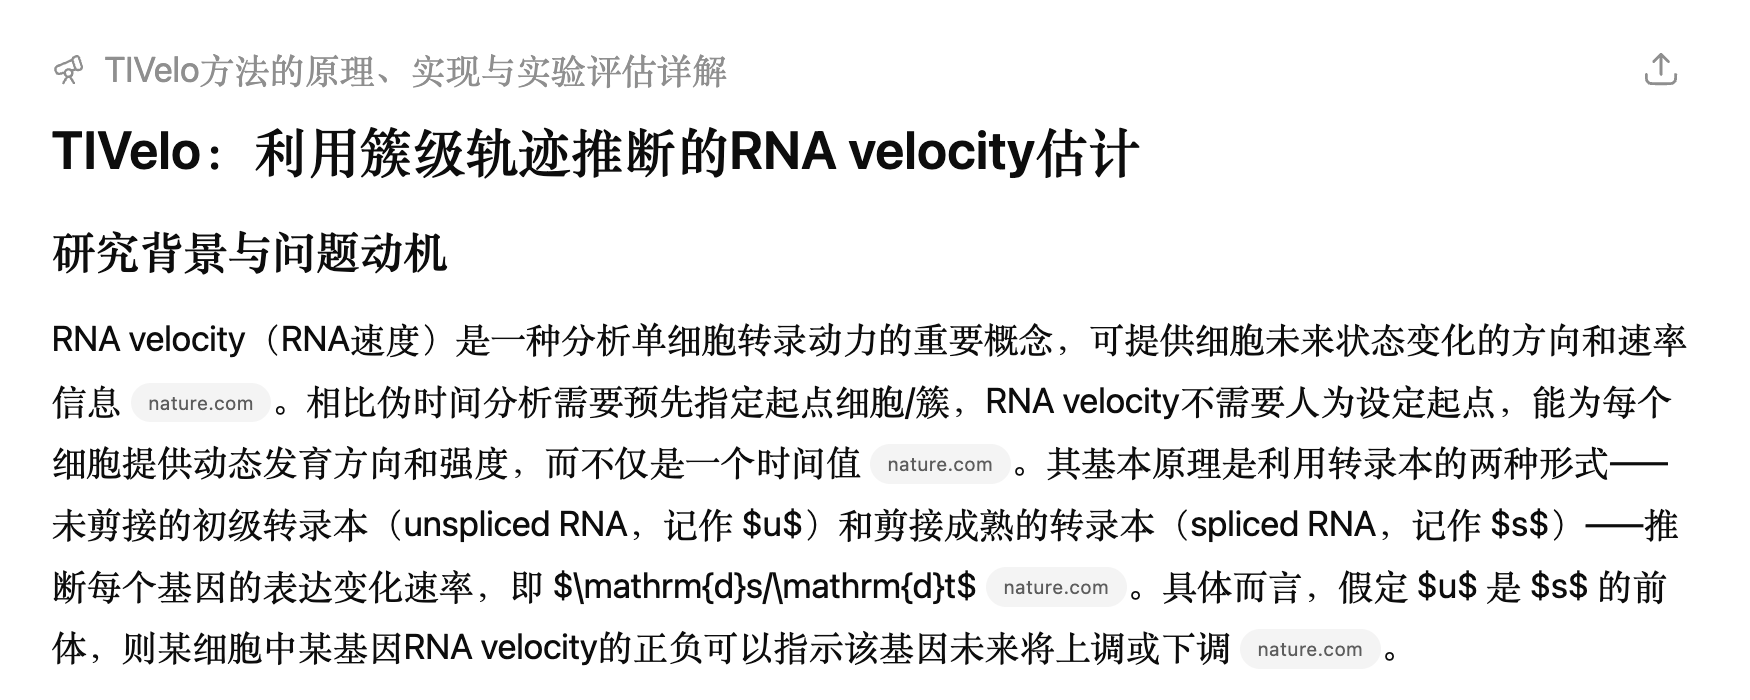 TIVelo方法的原理、实现与实验评估详解
TIVelo：利用簇级轨迹推断的RNA velocity估计
研究背景与问题动机
RNA velocity（RNA速度）是一种分析单细胞转录动力的重要概念，可提供细胞未来状态变化的方向和速率
信息 nature.com 。相比伪时间分析需要预先指定起点细胞/簇，RNA velocity不需要人为设定起点，能为每个
细胞提供动态发育方向和强度，而不仅是一个时间值 nature.com 。其基本原理是利用转录本的两种形式——
未剪接的初级转录本（unspliced RNA，记作 $u$）和剪接成熟的转录本（spliced RNA，记作 $s$）——推
断每个基因的表达变化速率，即 $\mathrm{d}s/\mathrm{d}t$ nature.com 。具体而言，假定 $u$ 是 $s$ 的前
体，则某细胞中某基因RNA velocity的正负可以指示该基因未来将上调或下调 nature.com 。